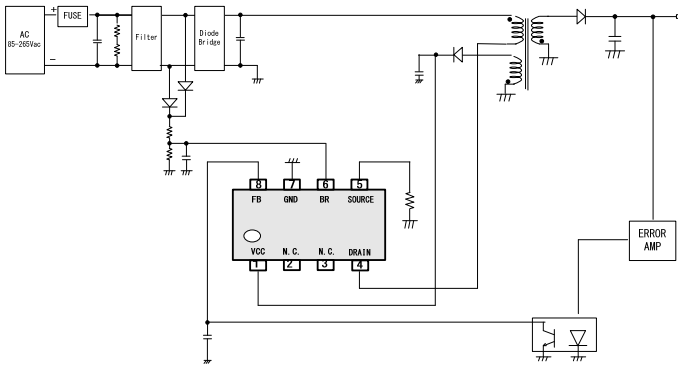 AC
85-265Vac
+
−
FUSE
Filter
Diode
Bridge
8 7 6 5
FB GND BR SOURCE
VCC N.C. N.C. DRAIN
1 2 3 4
ERROR
AMP